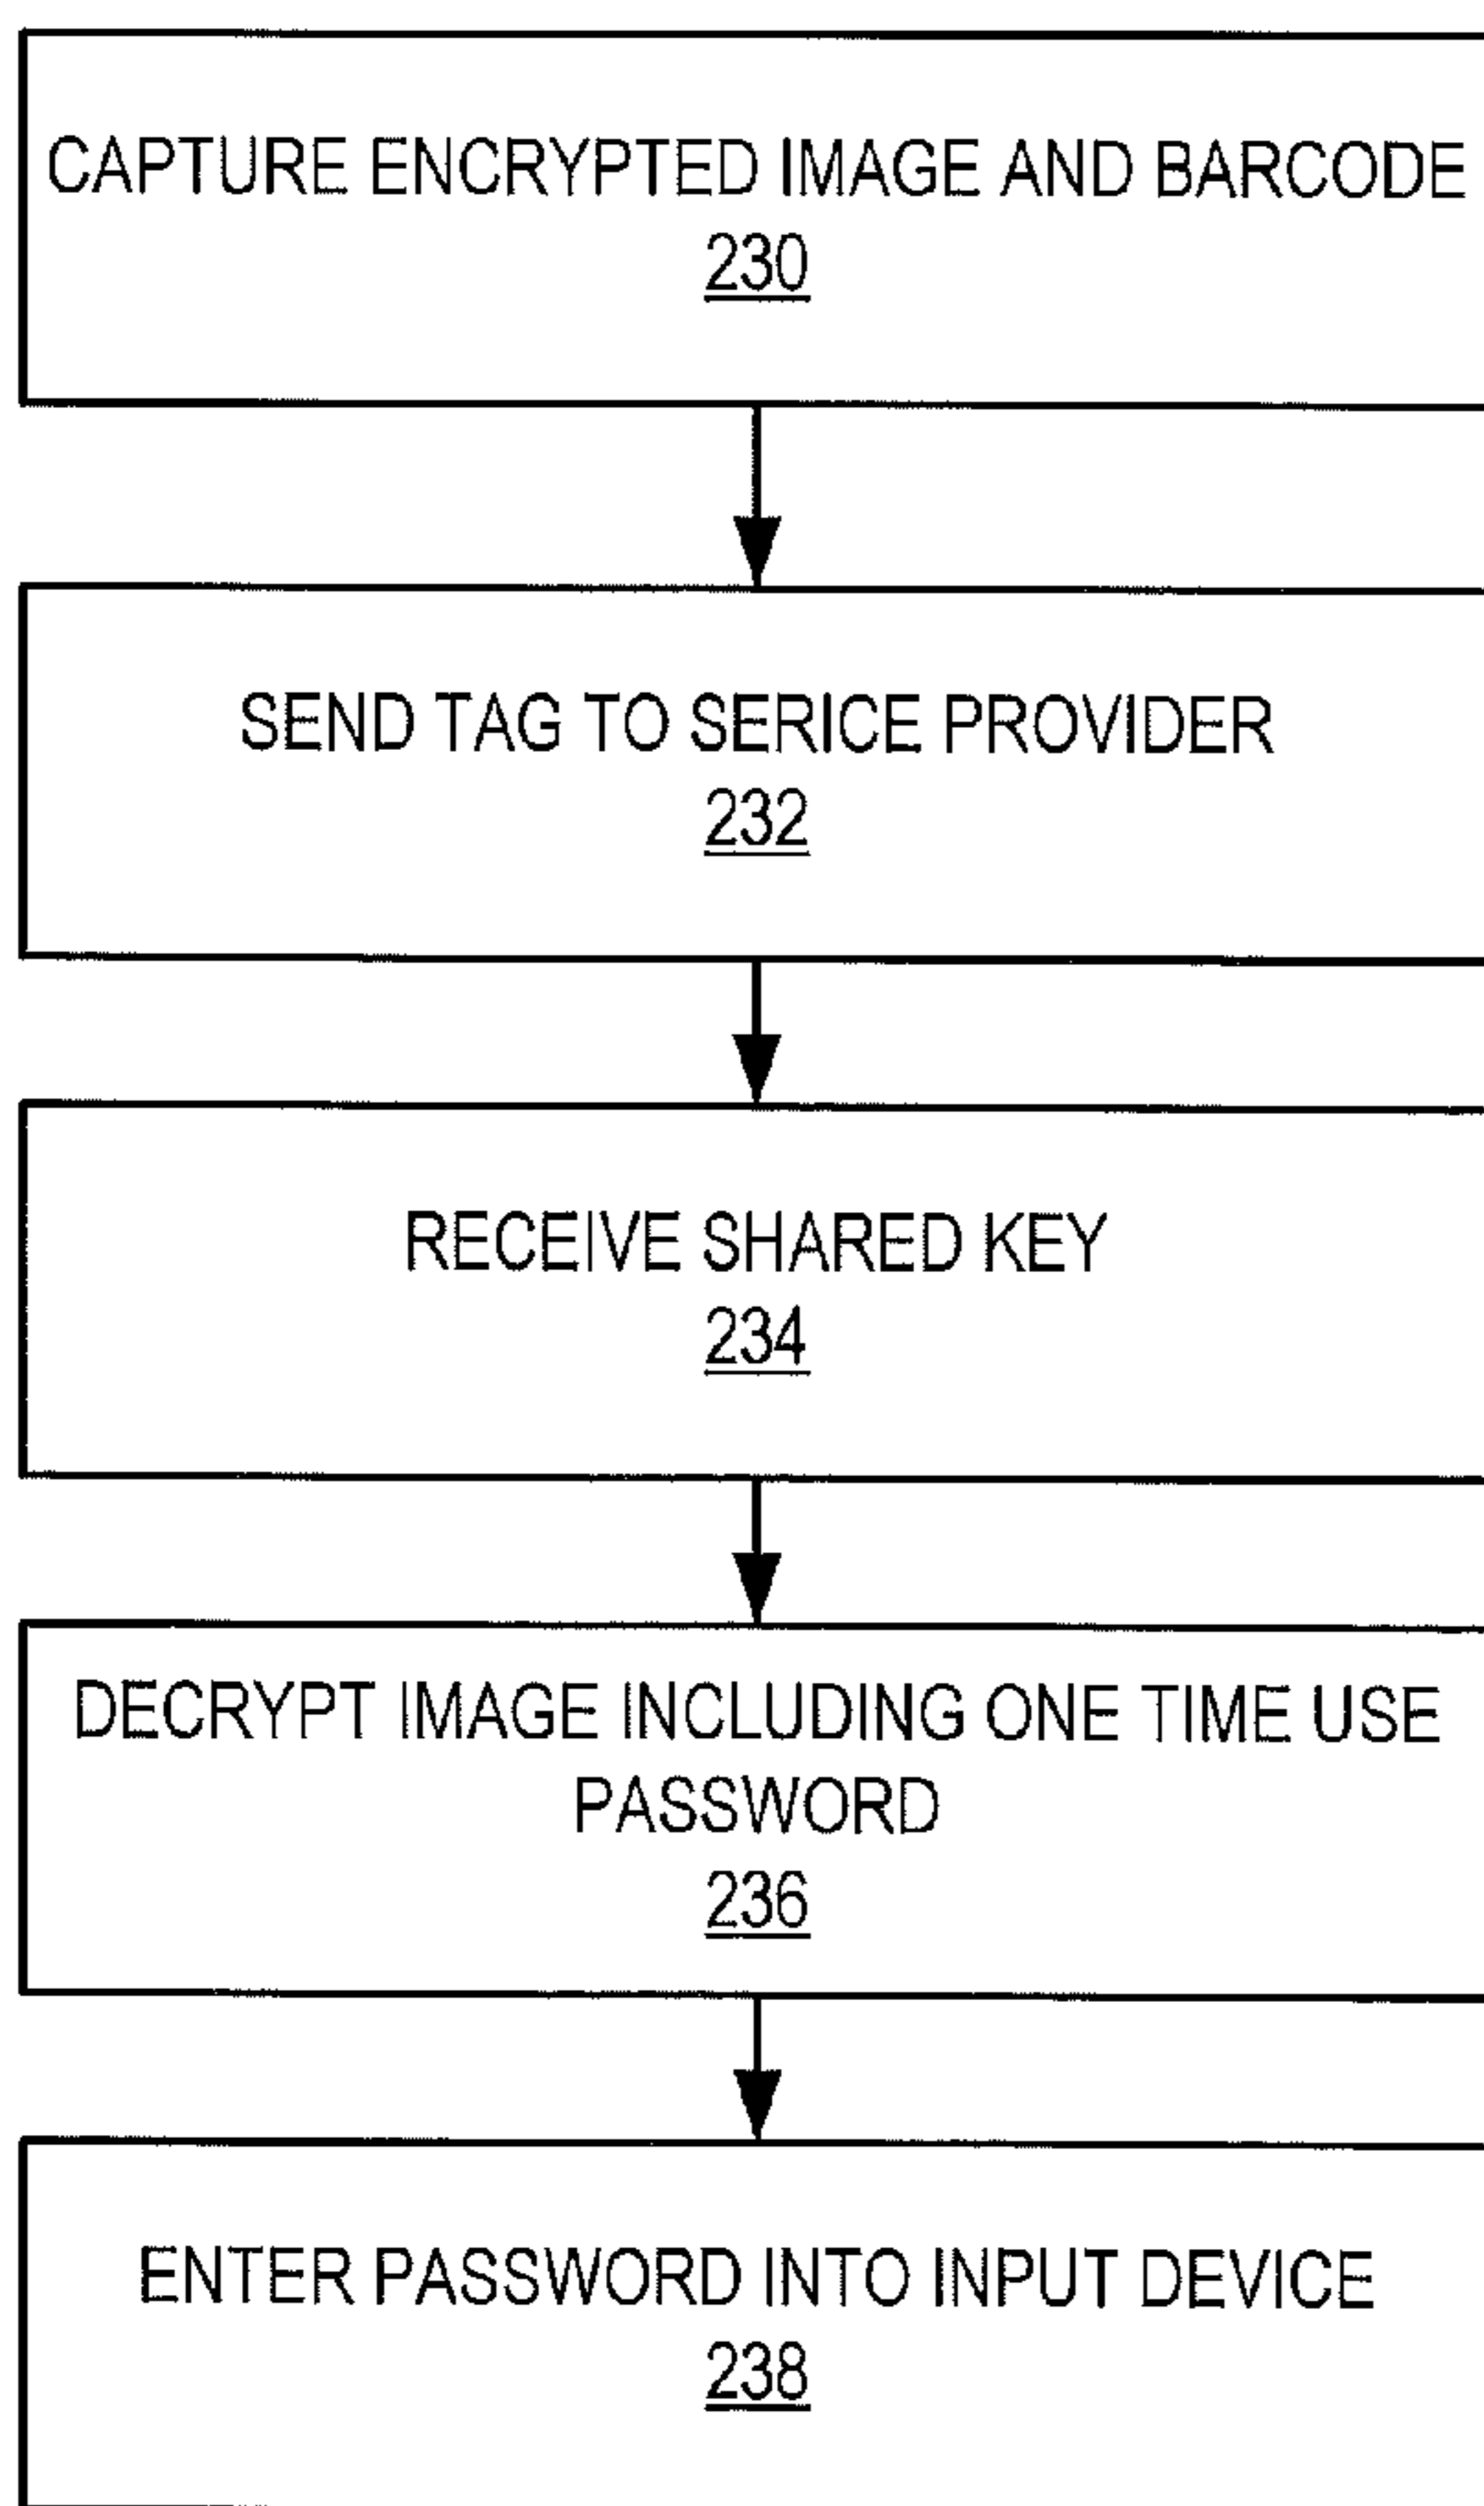 CAPTURE ENCRYPTED IMAGE AND BARCODE
230
SEND TAG TO SERICE PROVIDER
232
RECEIVE SHARED KEY
234
DECRYPT IMAGE INCLUDING ONE TIME USE
PASSWORD
236
ENTER PASSWORD INTO INPUT DEVICE
238